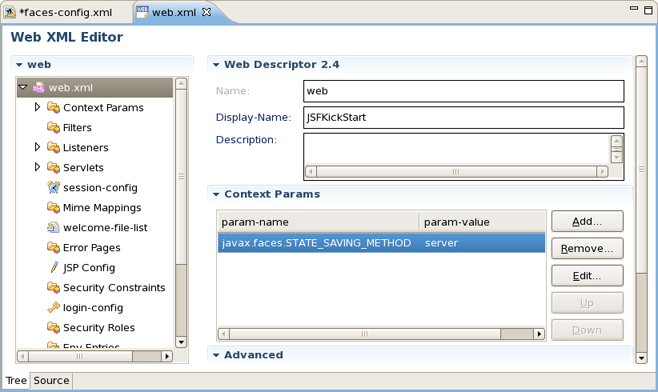 *faces-config.xml
web.xml
Web XML Editor
web
web.xml
Context Params
Filters
Listeners
Servlets
session-config
Mime Mappings
welcome-file-list
Error Pages
JSP Config
Security Constraints
login-config
Security Roles
Env Entries
Web Descriptor 2.4
Name: web
Display-Name: JSFKickStart
Description:
Context Params
param-name param-value
javax.faces.STATE_SAVING_METHOD server
Add...
Remove...
Edit...
Up
Down
Advanced
Tree Source